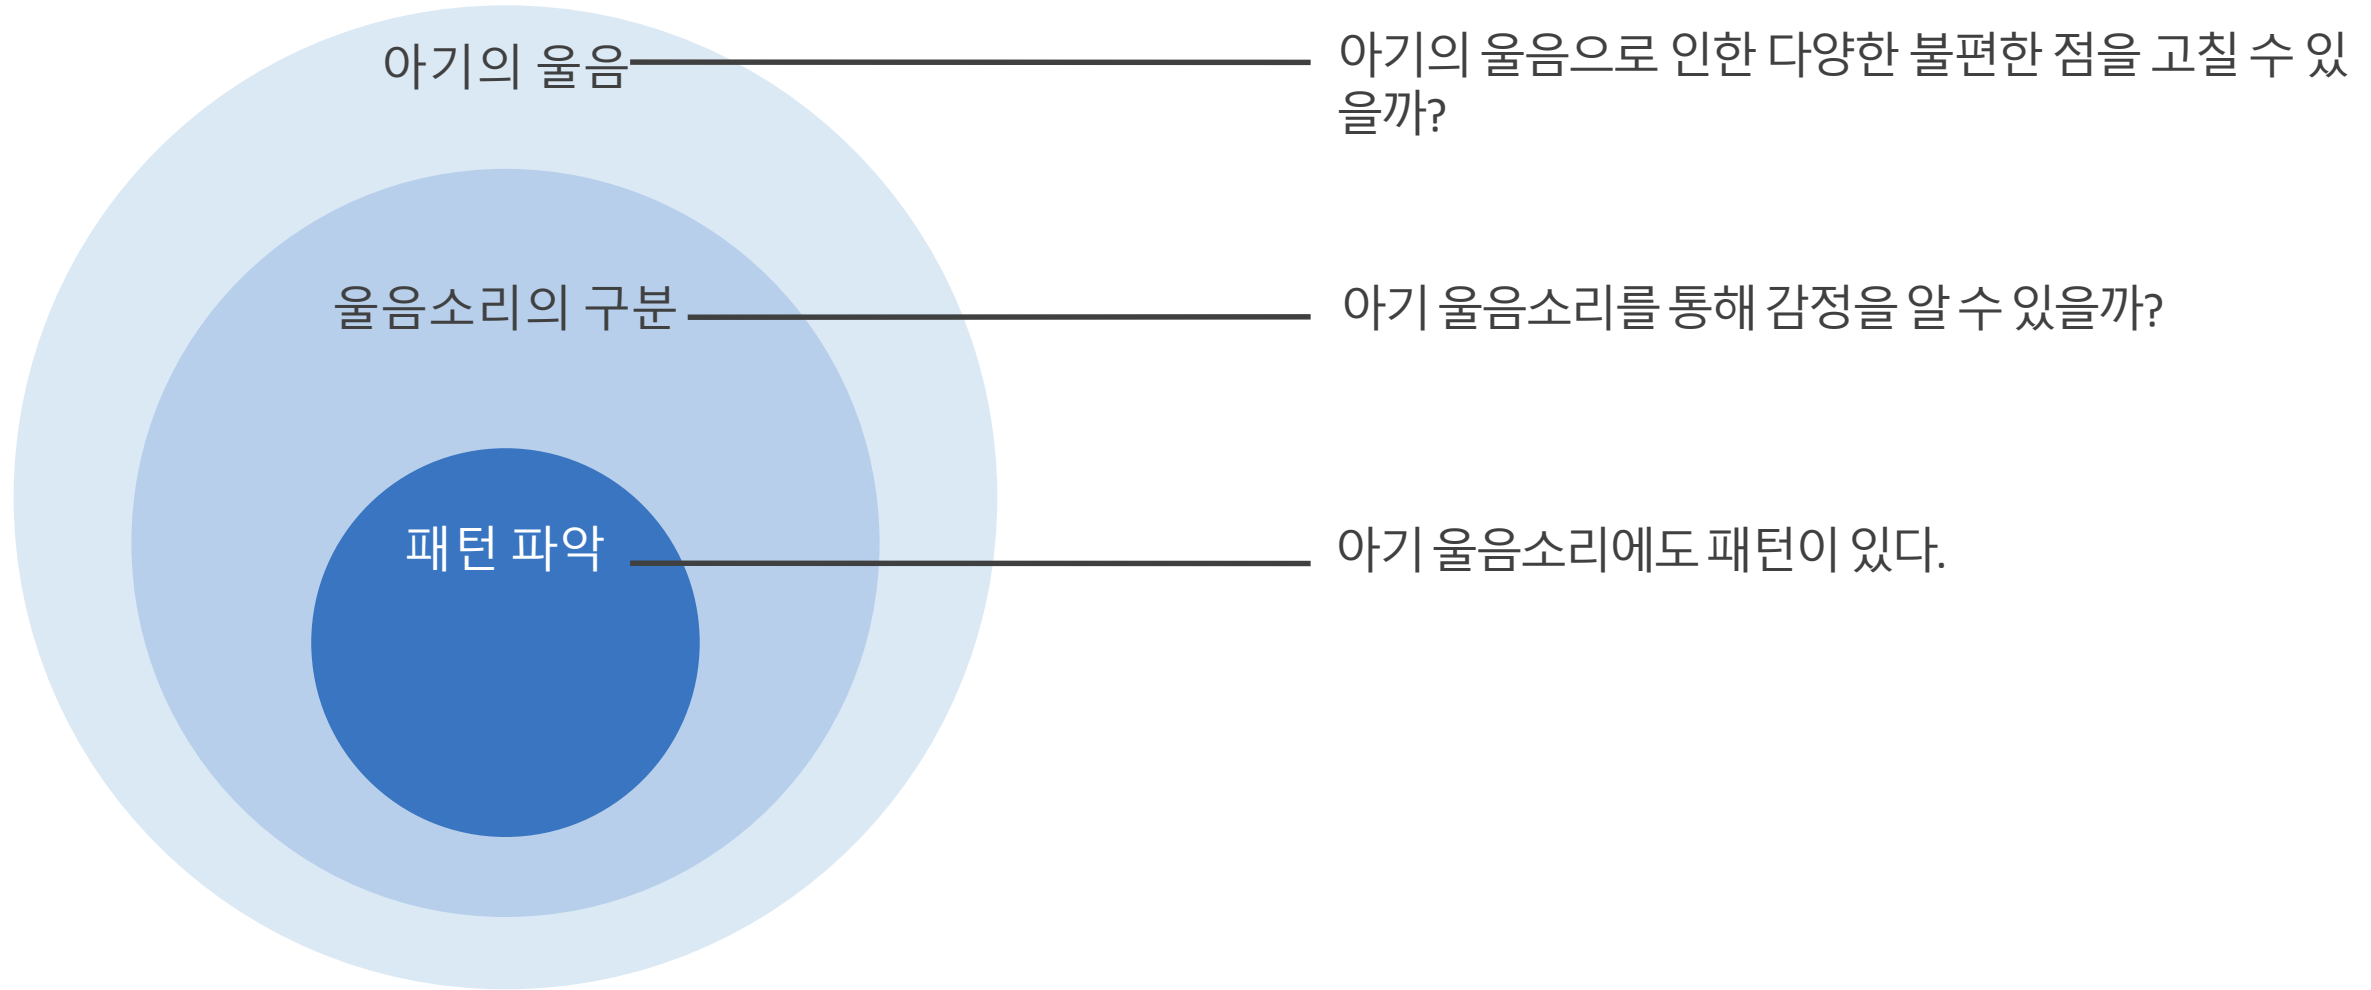 아기의 울음
아기의 울음으로 인한 다양한 불편한 점을 고칠 수 있
을까?
울음소리의 구분
아기 울음소리를 통해 감정을 알 수 있을까?
패턴 파악
아기 울음소리에도 패턴이 있다.